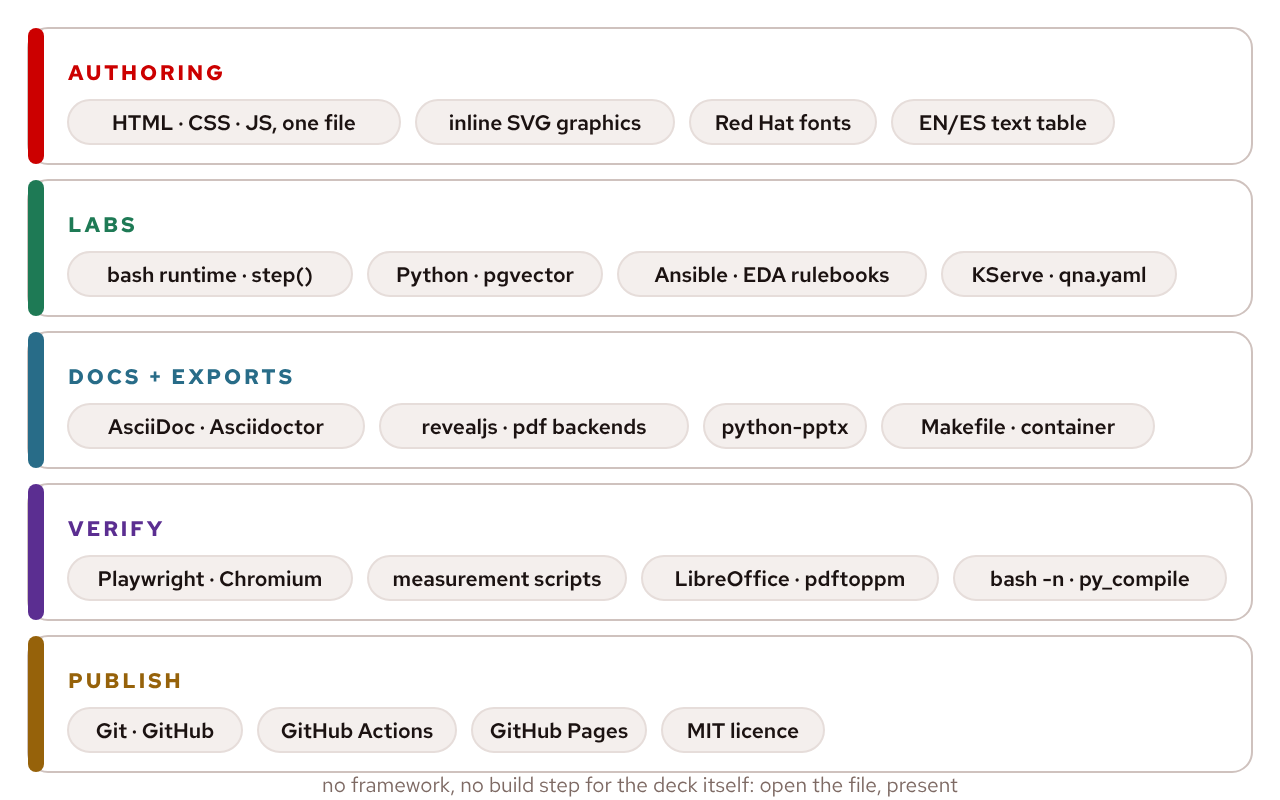 AUTHORING
HTML · CSS · JS, one file
inline SVG graphics
Red Hat fonts
EN/ES text table
LABS
bash runtime · step()
Python · pgvector
Ansible · EDA rulebooks
KServe · qna.yaml
DOCS + EXPORTS
AsciiDoc · Asciidoctor
revealjs · pdf backends
python-pptx
Makefile · container
VERIFY
Playwright · Chromium
measurement scripts
LibreOffice · pdftoppm
bash -n · py_compile
PUBLISH
Git · GitHub
GitHub Actions
GitHub Pages
MIT licence
no framework, no build step for the deck itself: open the file, present